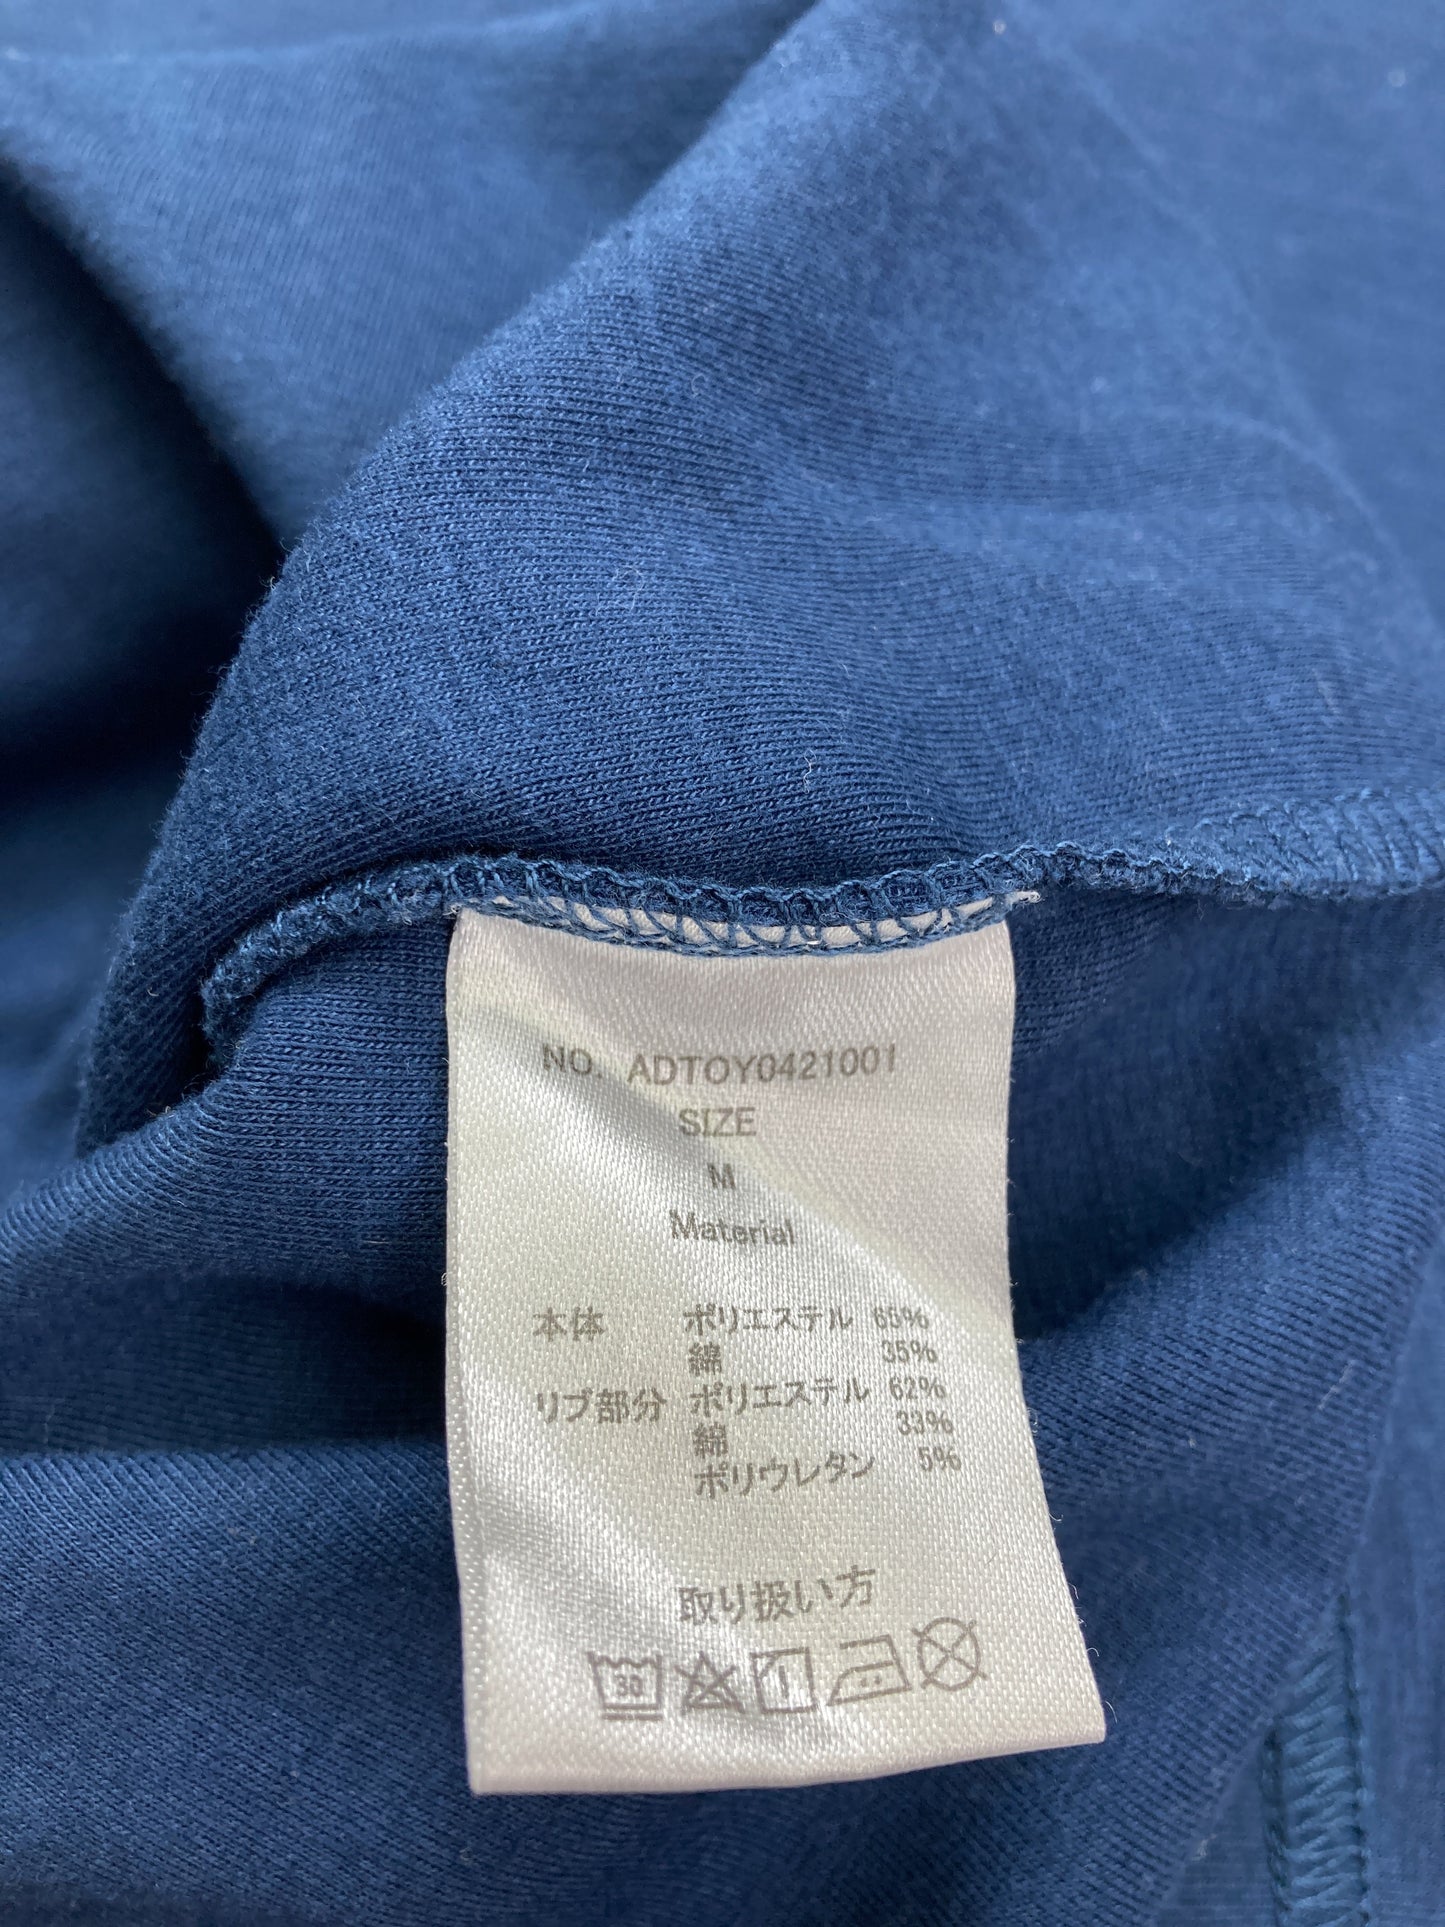 NO. ADTOY0421001
SIZE
M
Material
本体 ポリエステル 65%
綿 35%
リブ部分 ポリエステル 62%
綿 33%
ポリウレタン 5%
取り扱い方
30